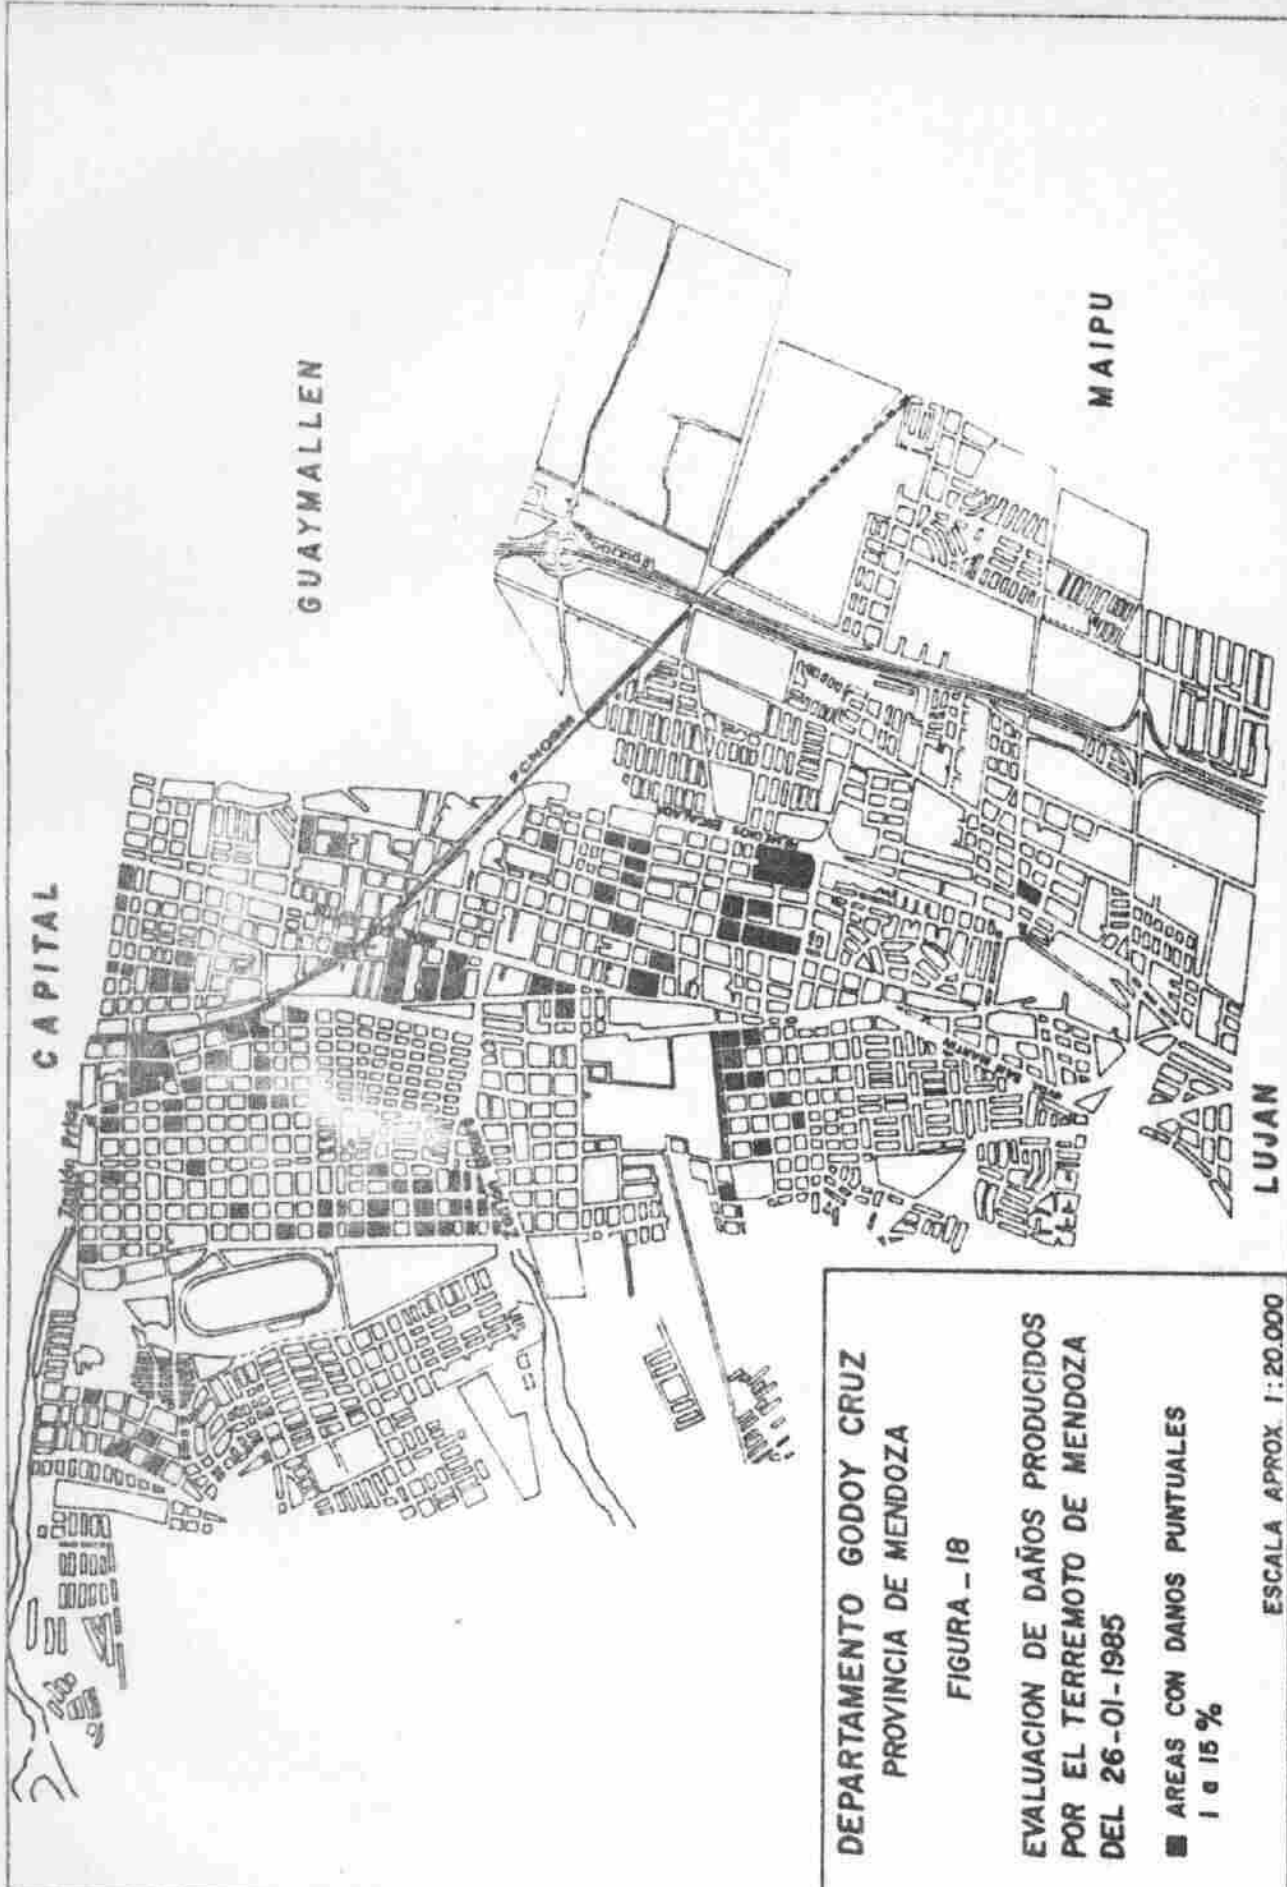 CAPITAL
GUAYMALLEN
MAIPU
LUJAN
DEPARTAMENTO GODOY CRUZ
PROVINCIA DE MENDOZA
FIGURA_18
EVALUACION DE DAÑOS PRODUCIDOS
POR EL TERREMOTO DE MENDOZA
DEL 26-01-1985
AREAS CON DANOS PUNTUALES
1 a 15%
ESCALA APROX 1:20.000